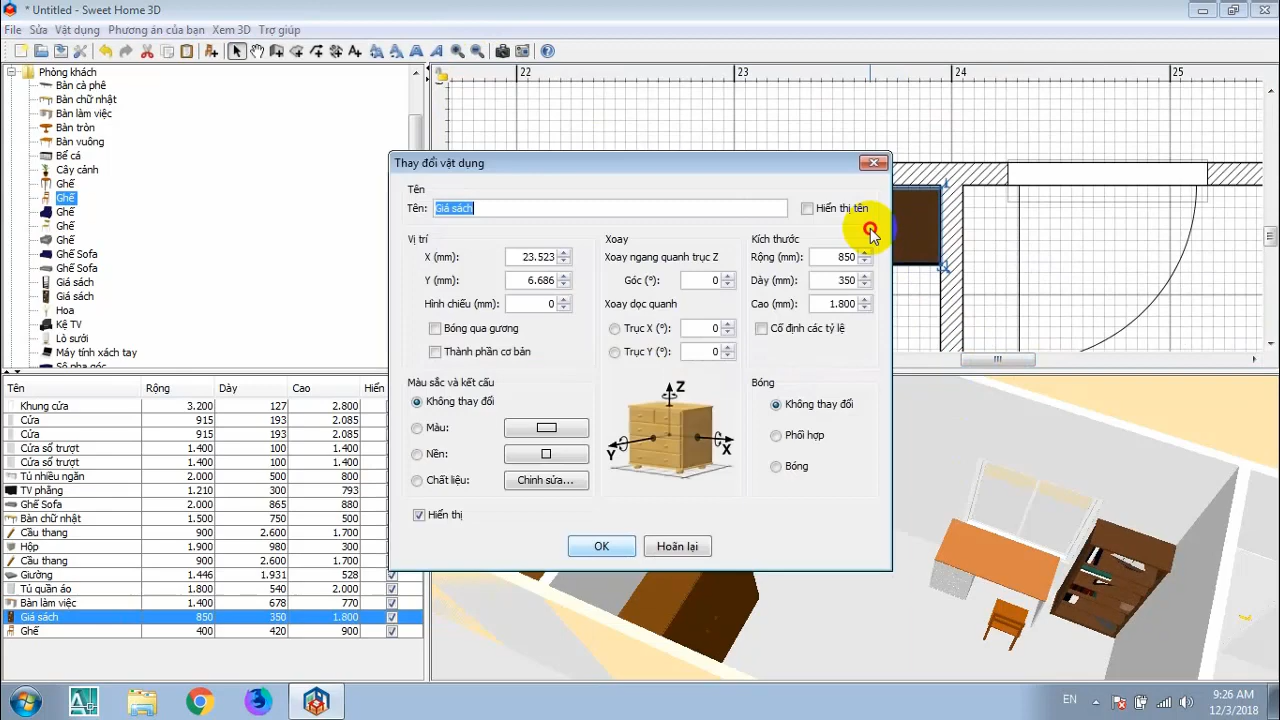 * Untitled - Sweet Home 3D
File Sửa Vật dụng Phương án của bạn Xem 3D Trợ giúp
Phòng khách
Bàn cà phê
Bàn chữ nhật
Bàn làm việc
Bàn tròn
Bàn vuông
Bể cá
Cây cảnh
Ghế
Ghế
Ghế
Ghế
Ghế
Ghế Sofa
Ghế Sofa
Giá sách
Giá sách
Hoa
Kệ TV
Lò sưởi
Máy tính xách tay
22 23 24 25
Thay đổi vật dụng
Tên
Tên: Giá sách
Hiển thị tên
Vị trí
X (mm): 23.523
Y (mm): 6.686
Hình chiếu (mm): 0
Bóng qua gương
Thành phần cơ bản
Xoay
Xoay ngang quanh trục Z
Góc (°): 0
Xoay dọc quanh
Trục X (°): 0
Trục Y (°): 0
Kích thước
Rộng (mm): 850
Dày (mm): 350
Cao (mm): 1.800
Cố định các tỷ lệ
Màu sắc và kết cấu
Không thay đổi
Màu:
Nền:
Chất liệu: Chỉnh sửa...
Z
Y
X
Bóng
Không thay đổi
Phối hợp
Bóng
Hiển thị
OK Hoãn lại
Tên Rộng Dày Cao Hiển
Khung cửa 3.200 127 2.800
Cửa 915 193 2.085
Cửa 915 193 2.085
Cửa sổ trượt 1.400 100 1.400
Cửa sổ trượt 1.400 100 1.400
Tủ nhiều ngăn 2.000 500 800
TV phẳng 1.210 300 793
Ghế Sofa 2.000 865 880
Bàn chữ nhật 1.500 750 500
Cầu thang 900 2.600 1.700
Hộp 1.900 980 300
Cầu thang 900 2.600 1.700
Giường 1.446 1.931 528
Tủ quần áo 1.800 540 2.000
Bàn làm việc 1.400 678 770
Giá sách 850 350 1.800
Ghế 400 420 900
EN
9:26 AM
12/3/2018